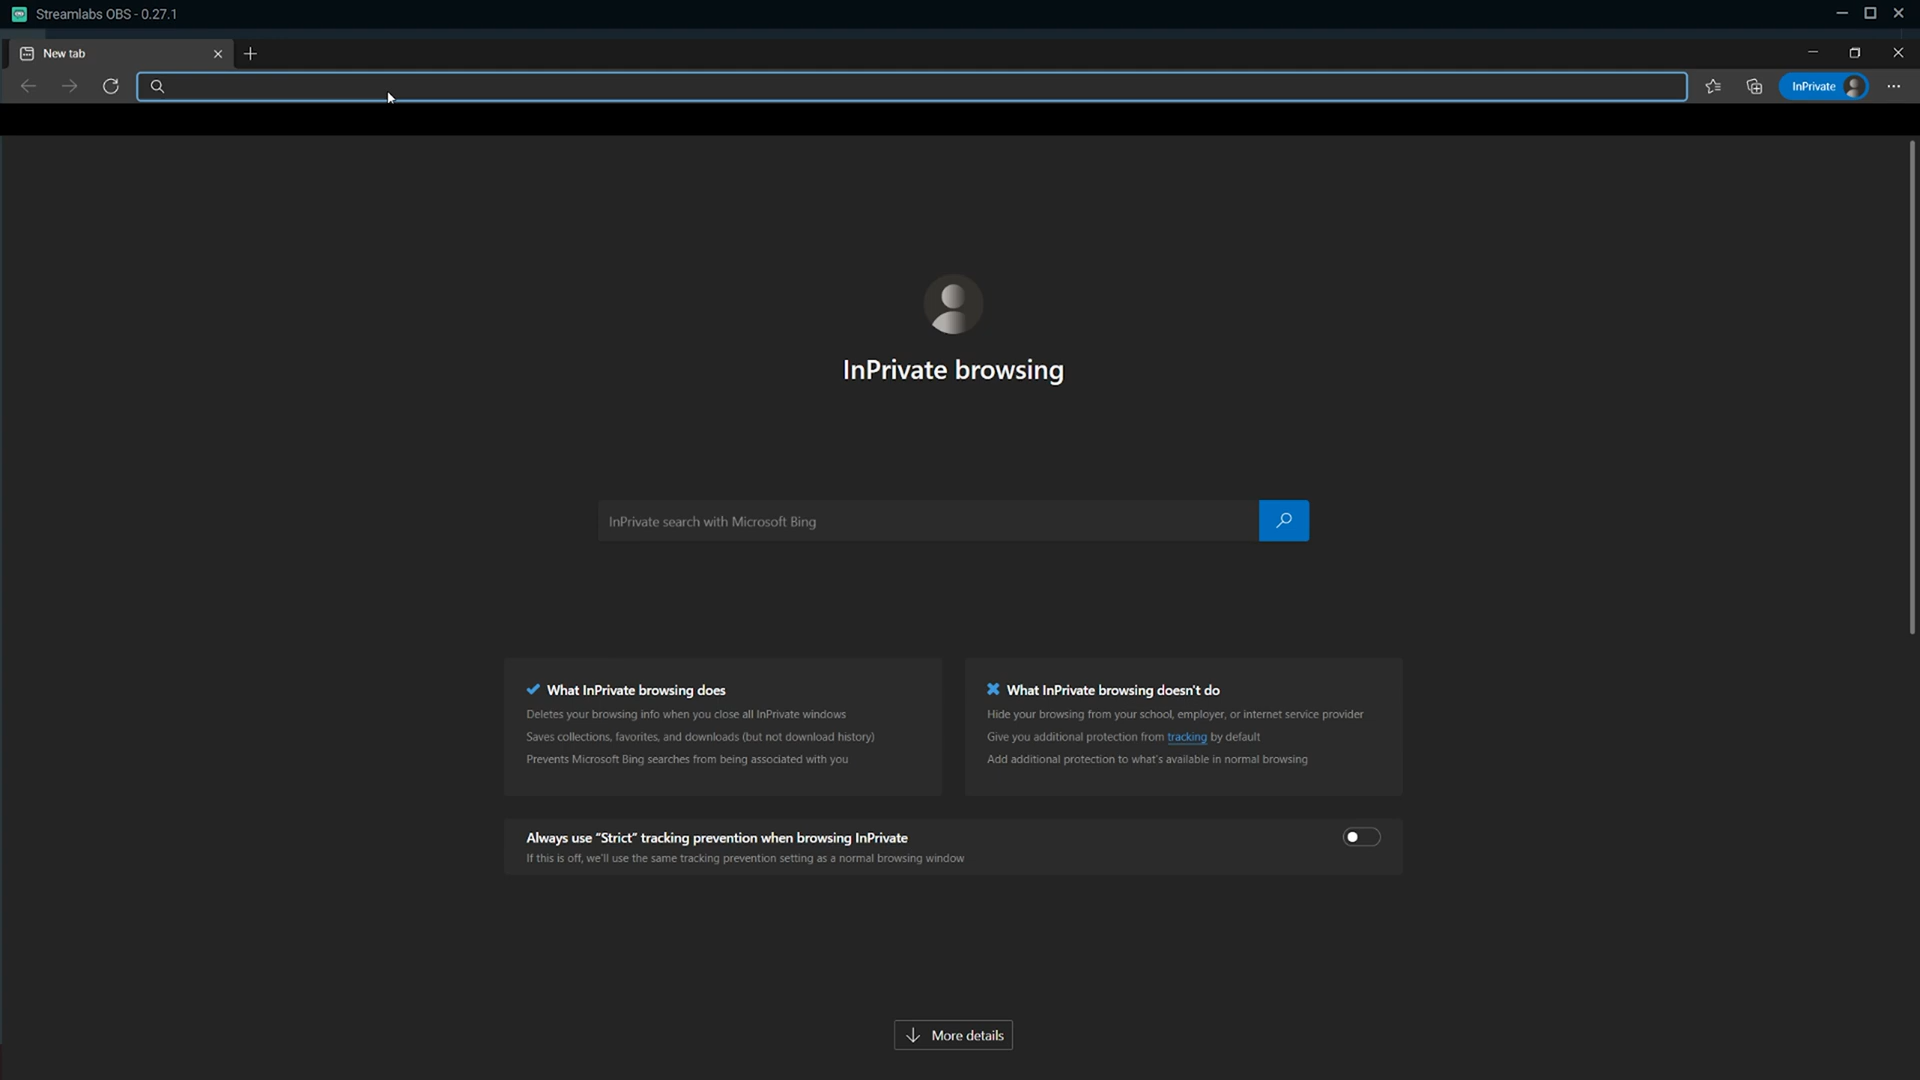 Streamlabs OBS - 0.27.1
New tab
InPrivate
InPrivate browsing
InPrivate search with Microsoft Bing
What InPrivate browsing does
Deletes your browsing info when you close all InPrivate windows
Saves collections, favorites, and downloads (but not download history)
Prevents Microsoft Bing searches from being associated with you
What InPrivate browsing doesn't do
Hide your browsing from your school, employer, or internet service provider
Give you additional protection from tracking by default
Add additional protection to what's available in normal browsing
Always use "Strict" tracking prevention when browsing InPrivate
If this is off, we'll use the same tracking prevention setting as a normal browsing window
More details